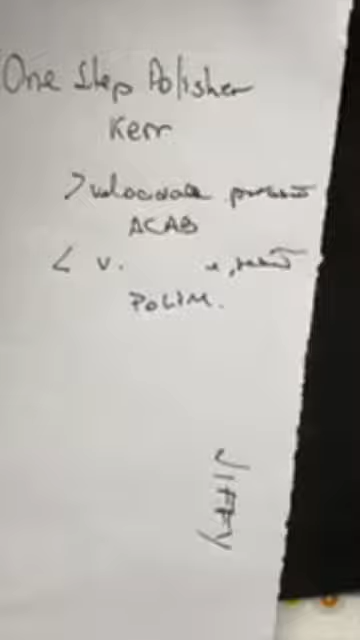 One Step Polisher
Kerr
> velocidade
ACAB
< v.
POLIM.
JIFFY